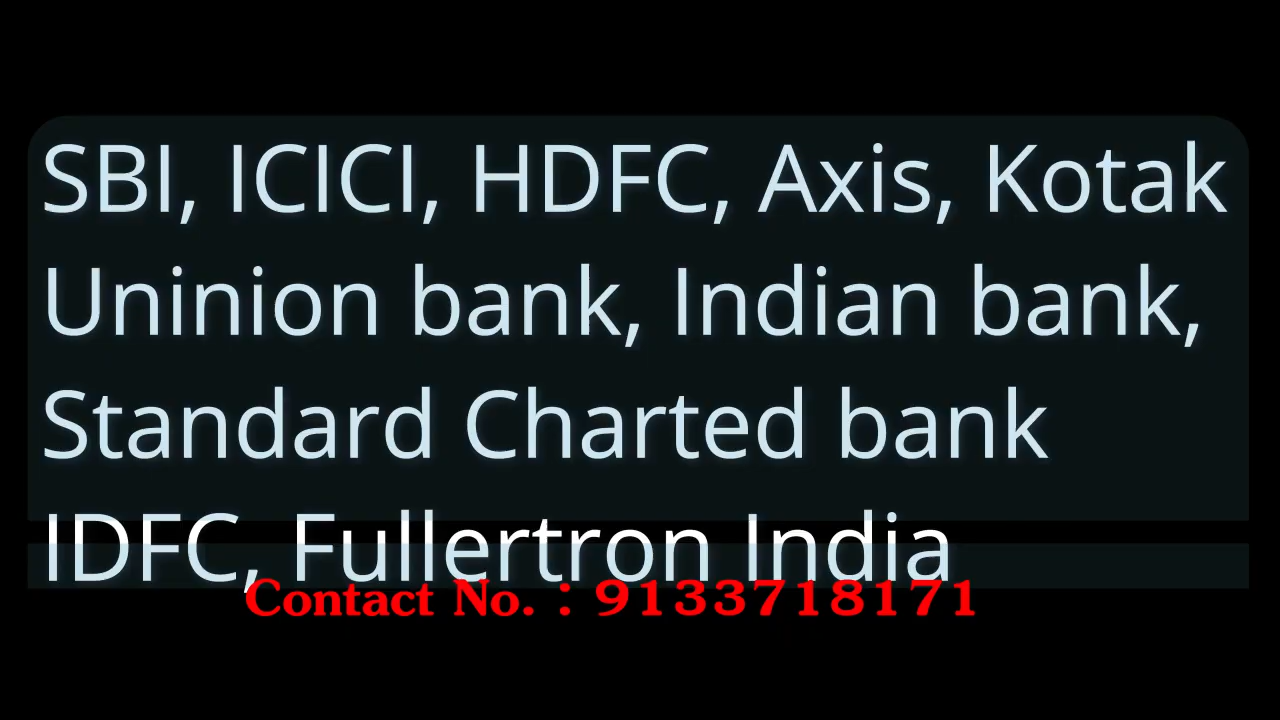 SBI, ICICI, HDFC, Axis, Kotak
Uninion bank, Indian bank,
Standard Charted bank
IDFC, Fullertron India
Contact No. : 9133718171